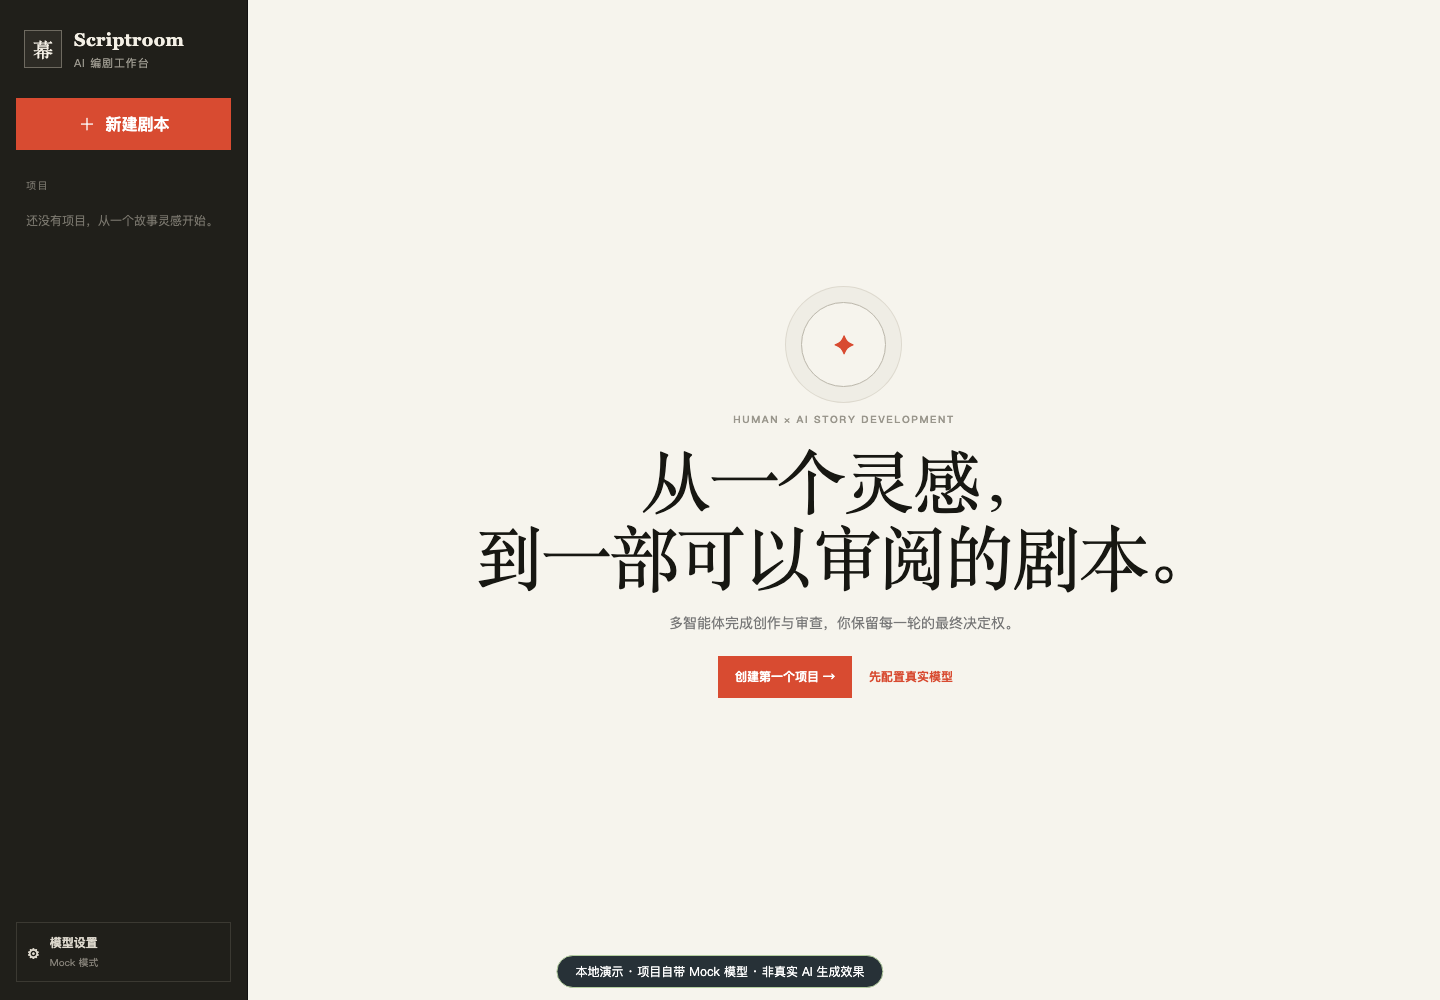 幕
Scriptroom
AI 编剧工作台
＋ 新建剧本
项目
还没有项目，从一个故事灵感开始。
HUMAN × AI STORY DEVELOPMENT
从一个灵感，
到一部可以审阅的剧本。
多智能体完成创作与审查，你保留每一轮的最终决定权。
创建第一个项目 →
先配置真实模型
模型设置
Mock 模式
本地演示 · 项目自带 Mock 模型 · 非真实 AI 生成效果